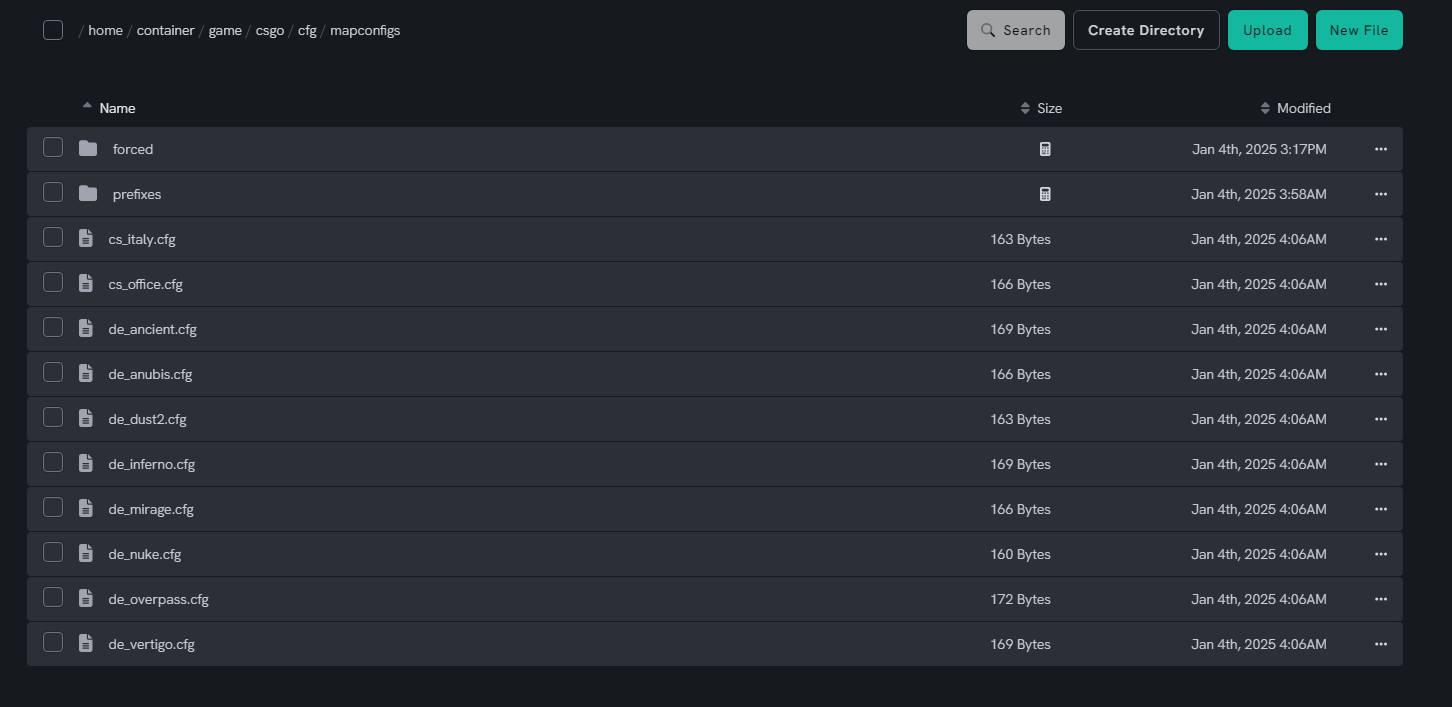 / home / container / game / csgo / cfg / mapconfigs Search Create Directory Upload New File
Name Size Modified
forced Jan 4th, 2025 3:17PM
prefixes Jan 4th, 2025 3:58AM
cs_italy.cfg 163 Bytes Jan 4th, 2025 4:06AM
cs_office.cfg 166 Bytes Jan 4th, 2025 4:06AM
de_ancient.cfg 169 Bytes Jan 4th, 2025 4:06AM
de_anubis.cfg 166 Bytes Jan 4th, 2025 4:06AM
de_dust2.cfg 163 Bytes Jan 4th, 2025 4:06AM
de_inferno.cfg 169 Bytes Jan 4th, 2025 4:06AM
de_mirage.cfg 166 Bytes Jan 4th, 2025 4:06AM
de_nuke.cfg 160 Bytes Jan 4th, 2025 4:06AM
de_overpass.cfg 172 Bytes Jan 4th, 2025 4:06AM
de_vertigo.cfg 169 Bytes Jan 4th, 2025 4:06AM